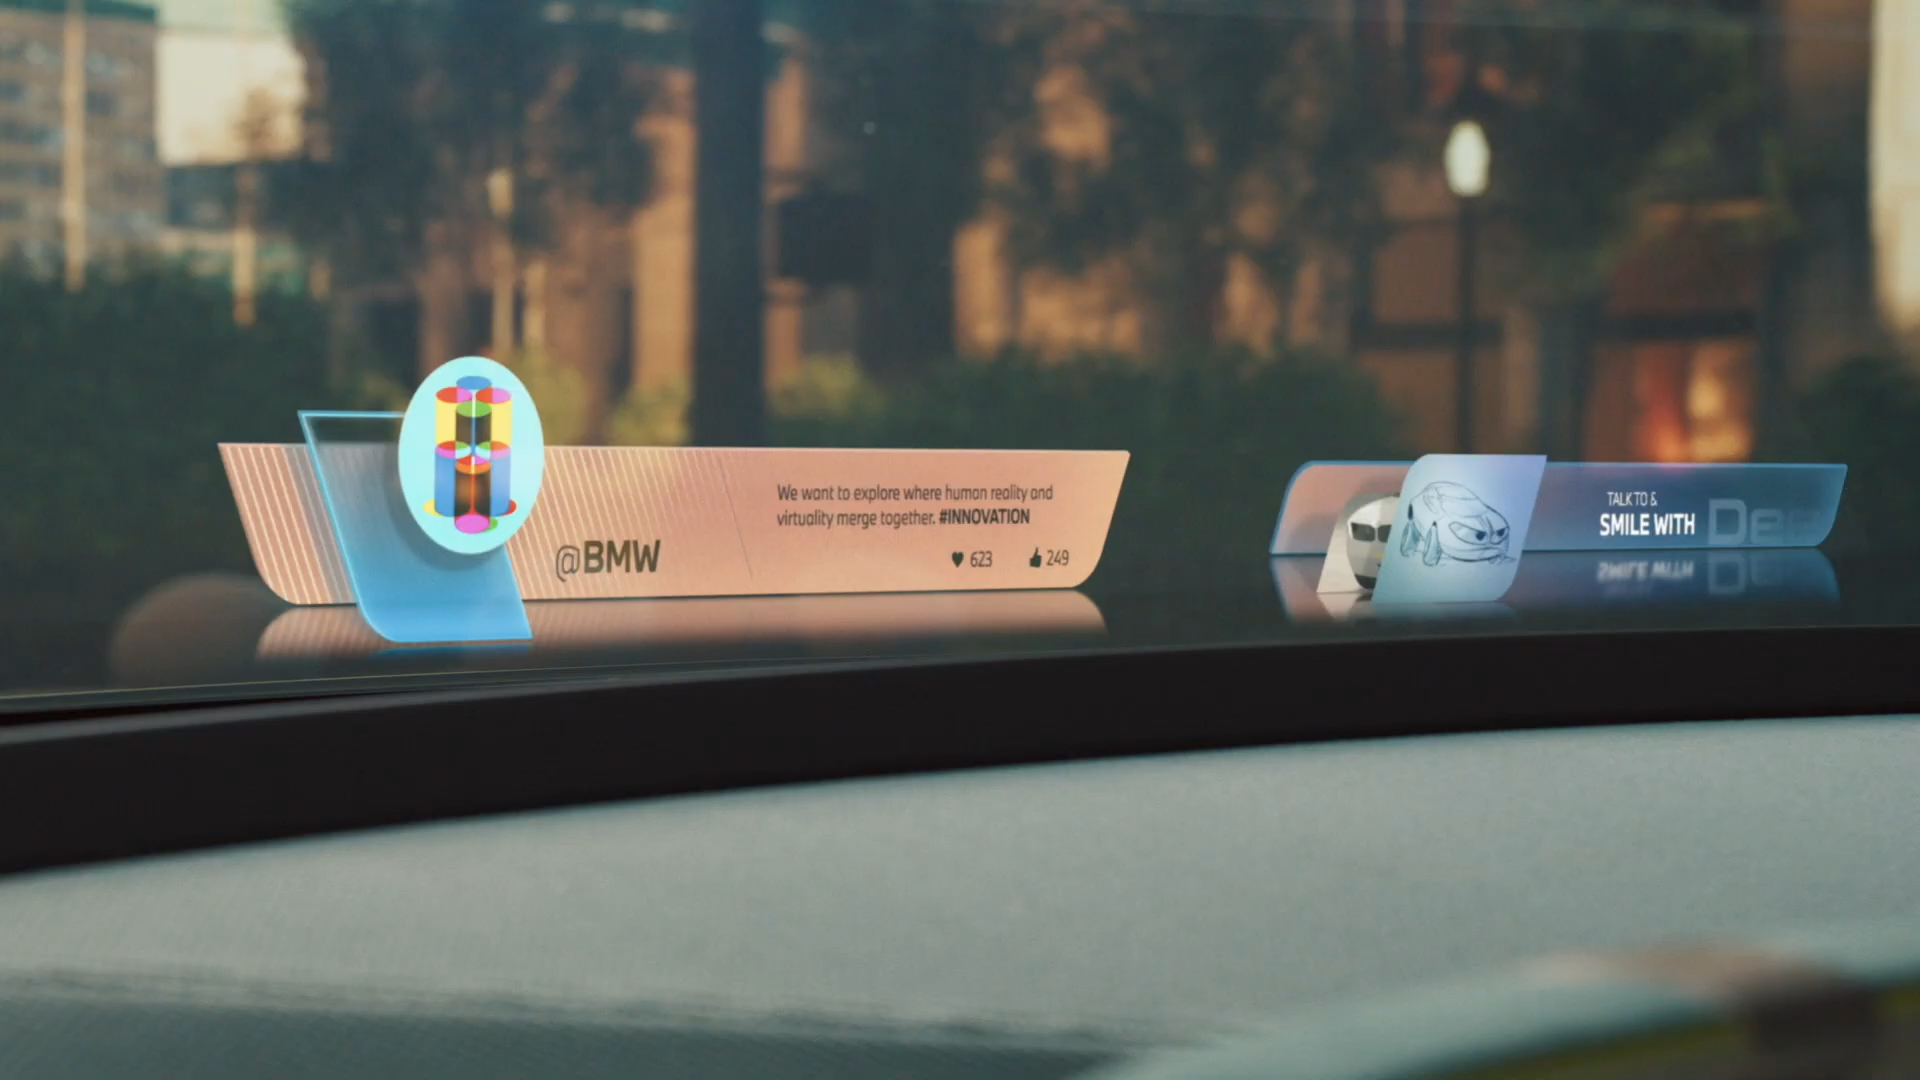 We want to explore where human reality and
virtuality merge together. #INNOVATION
@BMW
623
249
TALK TO &
SMILE WITH